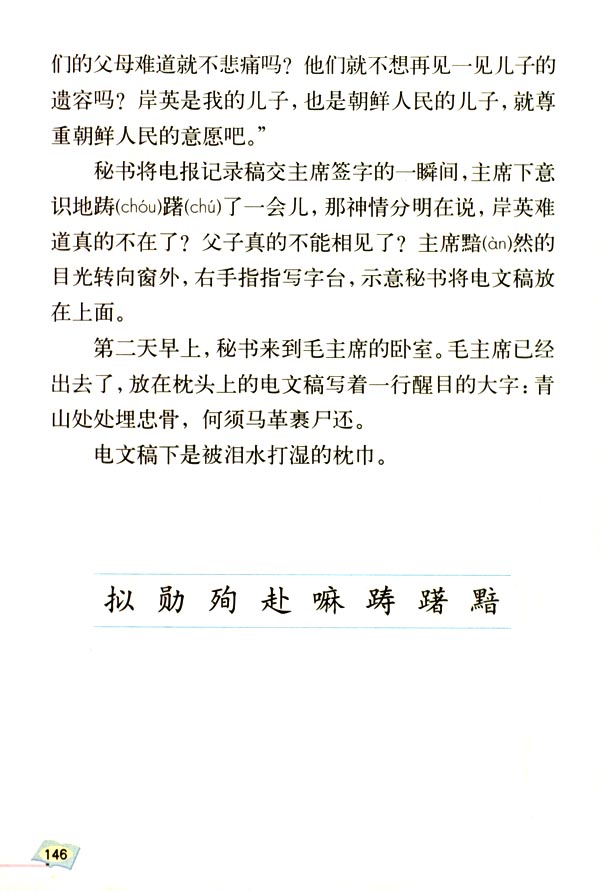 们的父母难道就不悲痛吗？他们就不想再见一见儿子的
遗容吗？岸英是我的儿子，也是朝鲜人民的儿子，就尊
重朝鲜人民的意愿吧。”
秘书将电报记录稿交主席签字的一瞬间，主席下意
识地踌(chóu)躇(chú)了一会儿，那神情分明在说，岸英难
道真的不在了？父子真的不能相见了？主席黯(àn)然的
目光转向窗外，右手指指写字台，示意秘书将电文稿放
在上面。
第二天早上，秘书来到毛主席的卧室。毛主席已经
出去了，放在枕头上的电文稿写着一行醒目的大字：青
山处处埋忠骨，何须马革裹尸还。
电文稿下是被泪水打湿的枕巾。
拟 勋 殉 赴 嘛 踌 躇 黯
146